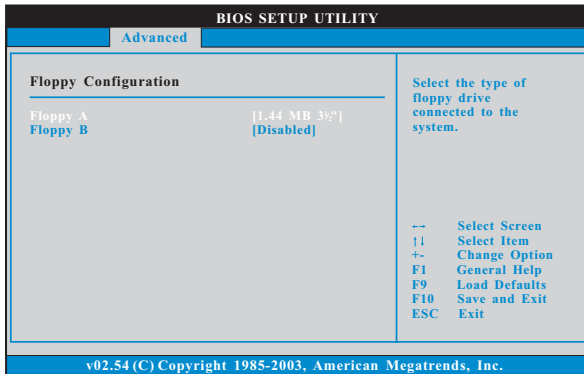 BIOS SETUP UTILITY
Advanced
Floppy Configuration
Floppy A [1.44 MB 3½"]
Floppy B [Disabled]
Select the type of
floppy drive
connected to the
system.
←→ Select Screen
↑↓ Select Item
+- Change Option
F1 General Help
F9 Load Defaults
F10 Save and Exit
ESC Exit
v02.54 (C) Copyright 1985-2003, American Megatrends, Inc.